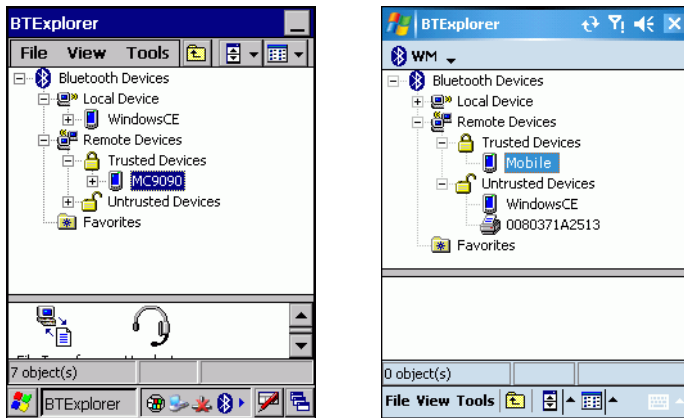 BTExplorer
File View Tools
Bluetooth Devices
Local Device
WindowsCE
Remote Devices
Trusted Devices
MC9090
Untrusted Devices
Favorites
7 object(s)
BTExplorer
BTExplorer
WM
Bluetooth Devices
Local Device
Remote Devices
Trusted Devices
Mobile
Untrusted Devices
WindowsCE
0080371A2513
Favorites
0 object(s)
File View Tools